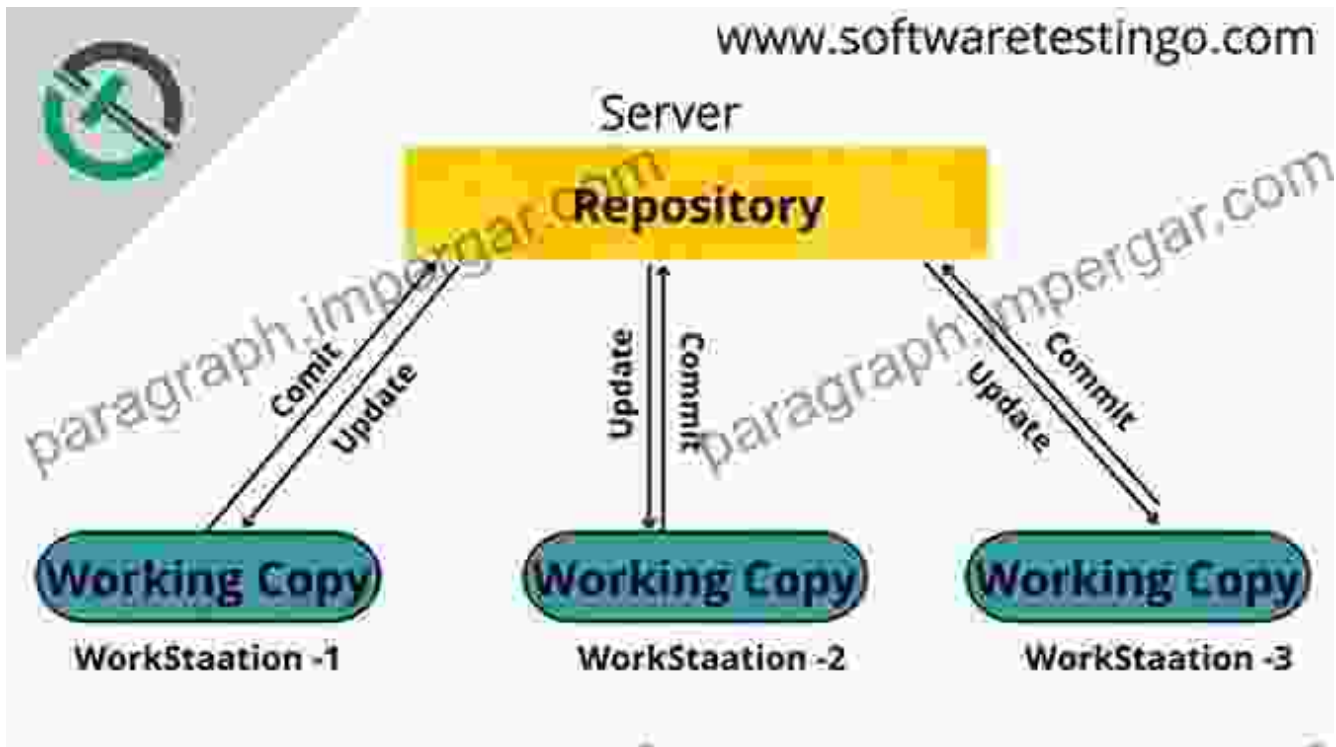 www.softwaretestingo.com
Server
Repository
paragraph.impergar.com
paragraph.impergar.com
Comit
Update
Update
Commit
Update
Commit
Working Copy
Working Copy
Working Copy
WorkStaation -1
WorkStaation -2
WorkStaation -3